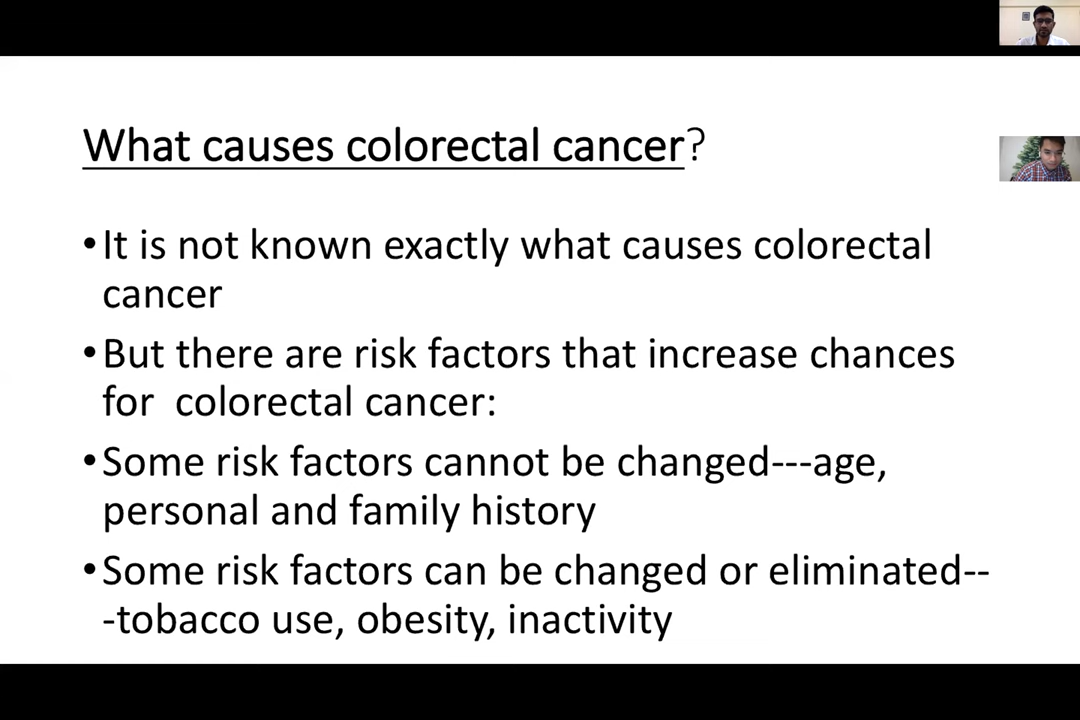 What causes colorectal cancer?
•It is not known exactly what causes colorectal
cancer
•But there are risk factors that increase chances
for  colorectal cancer:
•Some risk factors cannot be changed---age,
personal and family history
•Some risk factors can be changed or eliminated--
-tobacco use, obesity, inactivity